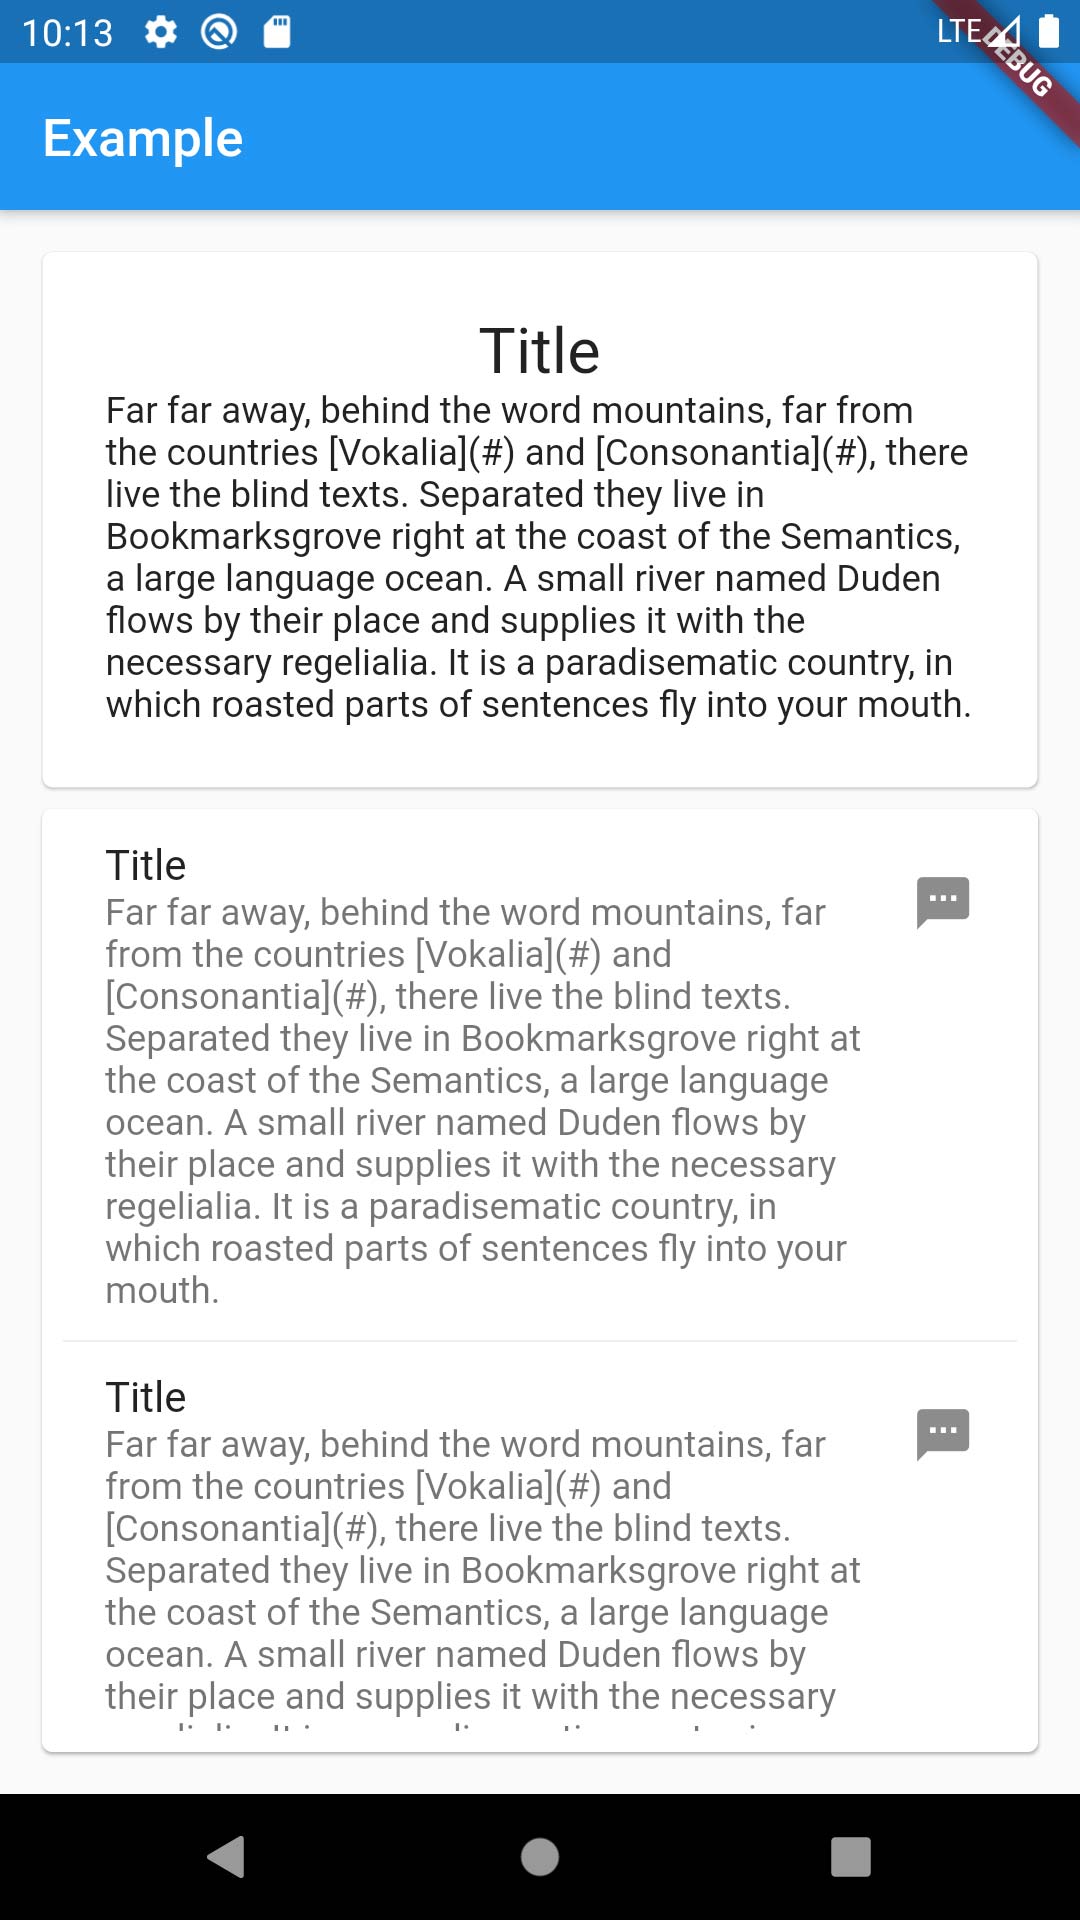 10:13
LTE
DEBUG
Example
Title
Far far away, behind the word mountains, far from
the countries [Vokalia](#) and [Consonantia](#), there
live the blind texts. Separated they live in
Bookmarksgrove right at the coast of the Semantics,
a large language ocean. A small river named Duden
flows by their place and supplies it with the
necessary regelialia. It is a paradisematic country, in
which roasted parts of sentences fly into your mouth.
Title
Far far away, behind the word mountains, far
from the countries [Vokalia](#) and
[Consonantia](#), there live the blind texts.
Separated they live in Bookmarksgrove right at
the coast of the Semantics, a large language
ocean. A small river named Duden flows by
their place and supplies it with the necessary
regelialia. It is a paradisematic country, in
which roasted parts of sentences fly into your
mouth.
Title
Far far away, behind the word mountains, far
from the countries [Vokalia](#) and
[Consonantia](#), there live the blind texts.
Separated they live in Bookmarksgrove right at
the coast of the Semantics, a large language
ocean. A small river named Duden flows by
their place and supplies it with the necessary